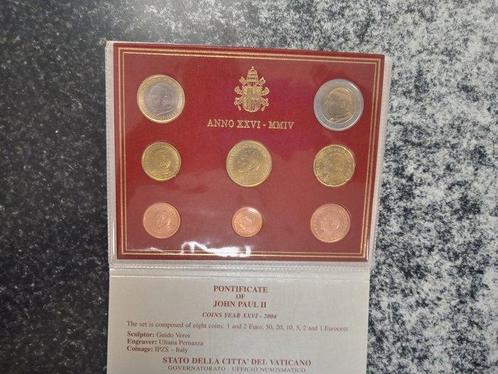 ANNO XXVI - MMIV
PONTIFICATE
OF
JOHN PAUL II
COINS YEAR XXVI - 2004
The set is composed of eight coins: 1 and 2 Euro; 50, 20, 10, 5, 2 and 1 Eurocent
Sculptor: Guido Veroi
Engraver: Uliana Pernazza
Coinage: IPZS - Italy
STATO DELLA CITTA' DEL VATICANO
GOVERNATORATO - UFFICIO NUMISMATICO